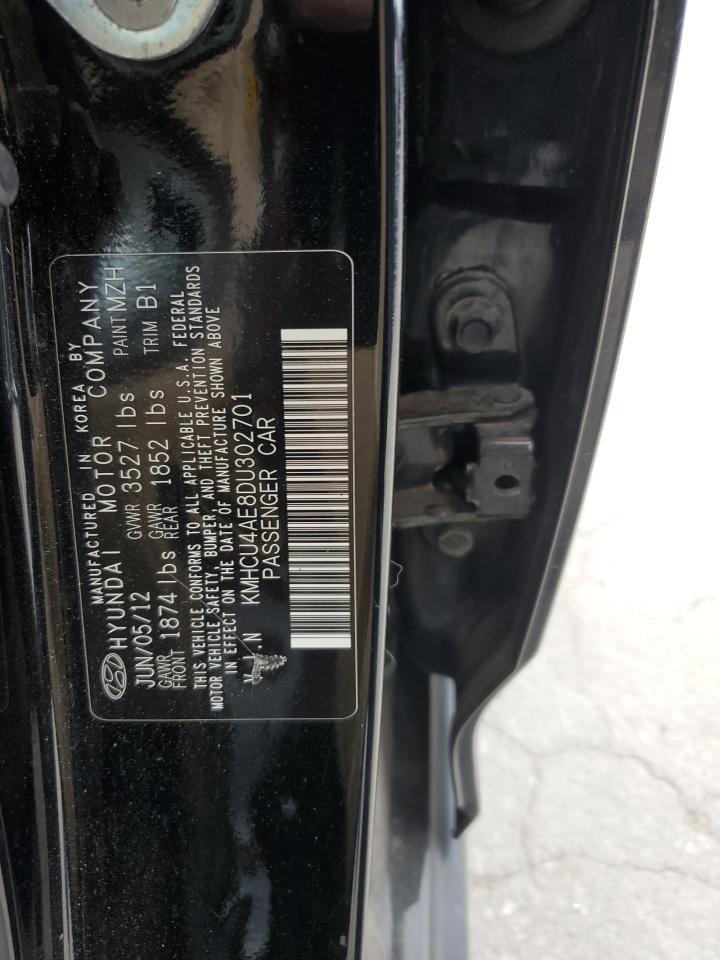 MANUFACTURED IN KOREA BY
HYUNDAI MOTOR COMPANY
JUN/05/12 GVWR 3527 lbs PAINT MZH
GAWR FRONT 1874 lbs GAWR REAR 1852 lbs TRIM B1
THIS VEHICLE CONFORMS TO ALL APPLICABLE U.S.A. FEDERAL
MOTOR VEHICLE SAFETY, BUMPER, AND THEFT PREVENTION STANDARDS
IN EFFECT ON THE DATE OF MANUFACTURE SHOWN ABOVE
V.I.N KMHCU4AE8DU302701
PASSENGER CAR